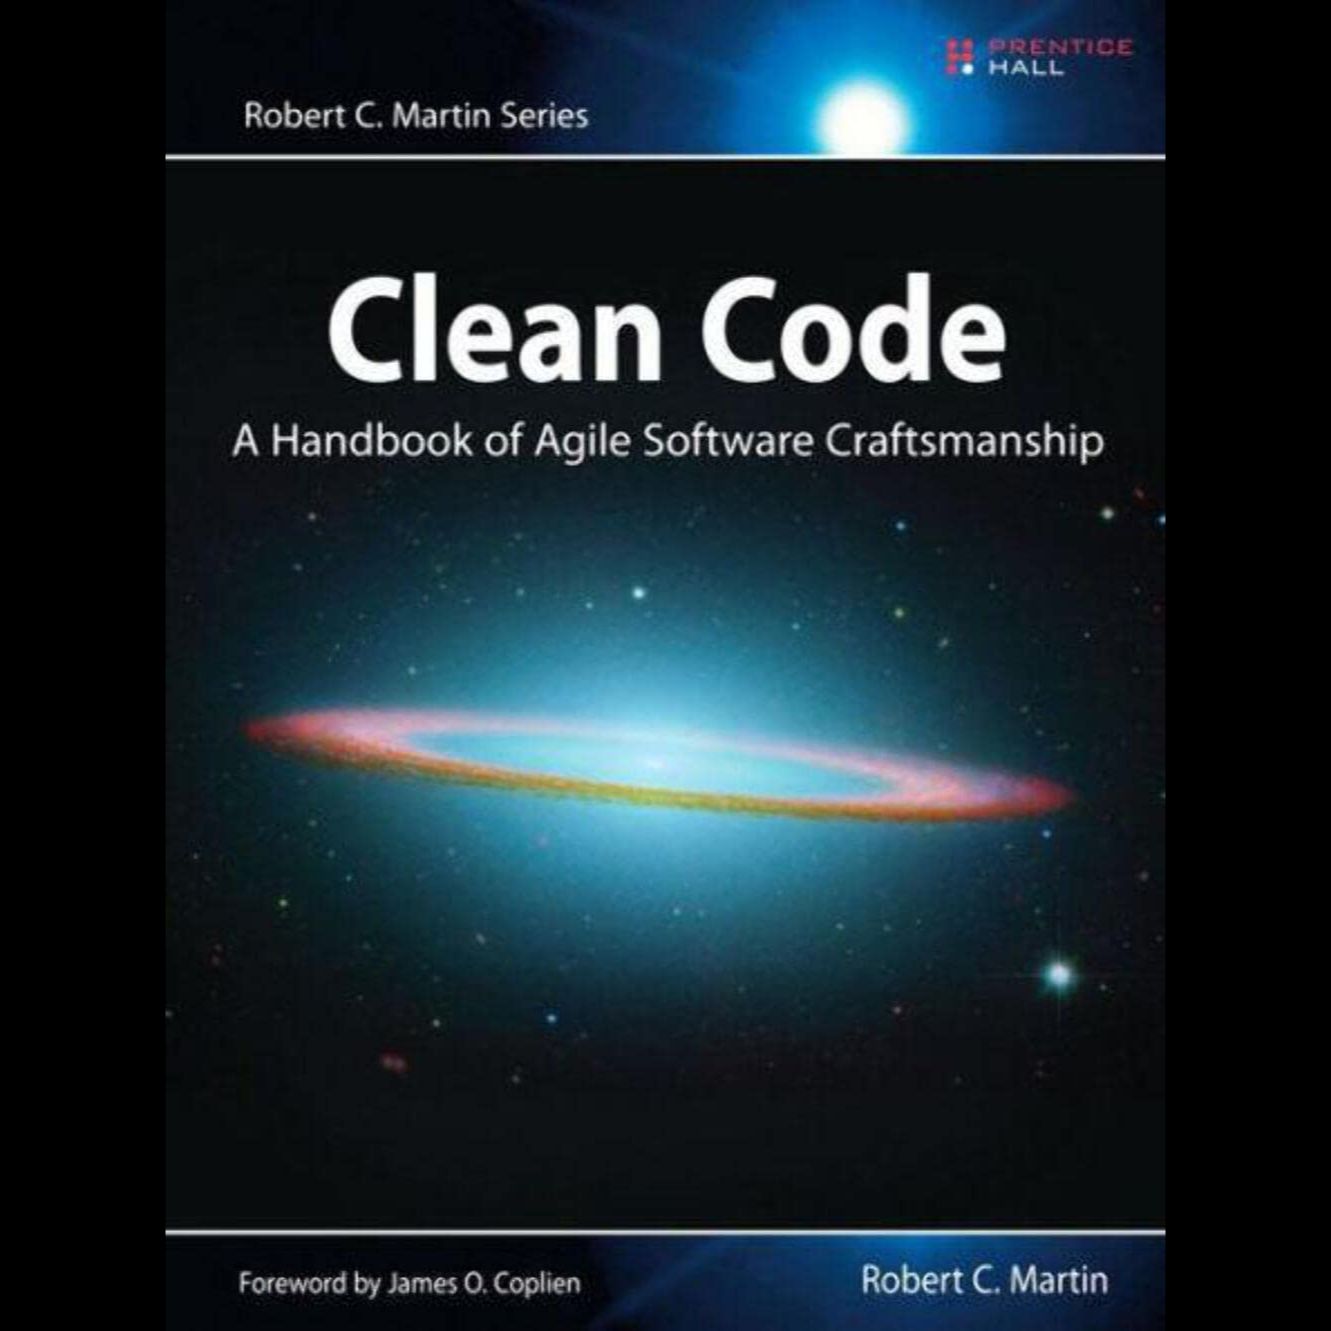 PRENTICE
HALL
Robert C. Martin Series
Clean Code
A Handbook of Agile Software Craftsmanship
Foreword by James O. Coplien
Robert C. Martin